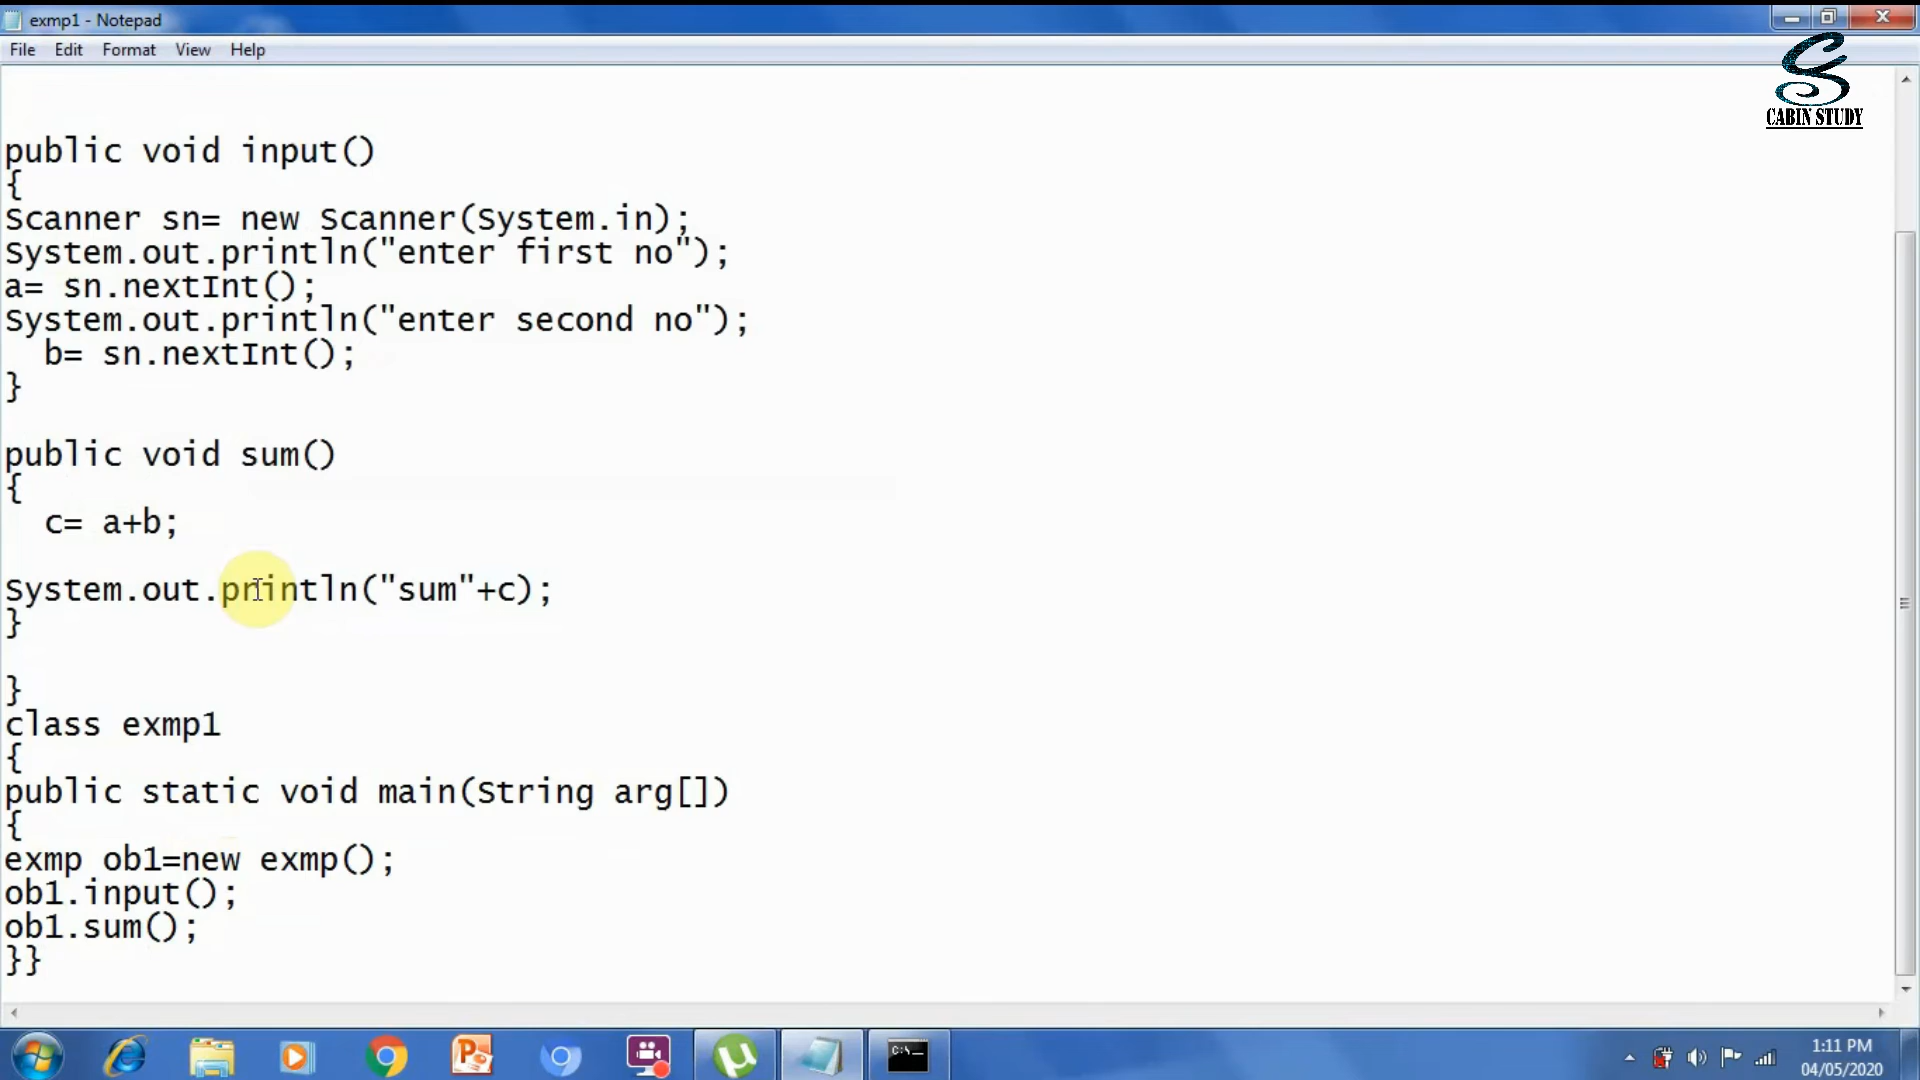 exmp1 - Notepad
File Edit Format View Help
CABIN STUDY
public void input()
{
Scanner sn= new Scanner(System.in);
System.out.println("enter first no");
a= sn.nextInt();
System.out.println("enter second no");
b= sn.nextInt();
}
public void sum()
{
c= a+b;
System.out.println("sum"+c);
}
}
class exmp1
{
public static void main(String arg[])
{
exmp ob1=new exmp();
ob1.input();
ob1.sum();
}}
1:11 PM
04/05/2020